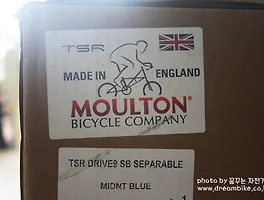 TSR
MADE IN ENGLAND
MOULTON®
BICYCLE COMPANY
TSR DRIVE9 SB SEPARABLE
MIDNT BLUE
photo by 꿈꾸는 자전거
www.dreambike.co.kr